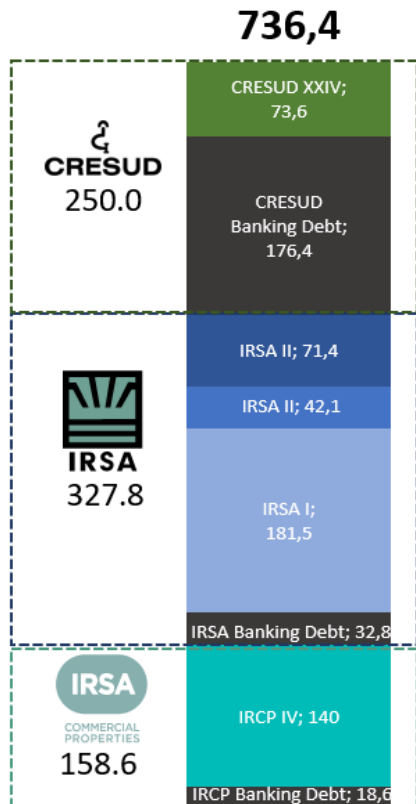 736,4
CRESUD
250.0
CRESUD XXIV;
73,6
CRESUD
Banking Debt;
176,4
IRSA
327.8
IRSA II; 71,4
IRSA II; 42,1
IRSA I;
181,5
IRSA Banking Debt; 32,8
IRSA
COMMERCIAL
PROPERTIES
158.6
IRCP IV; 140
IRCP Banking Debt; 18,6